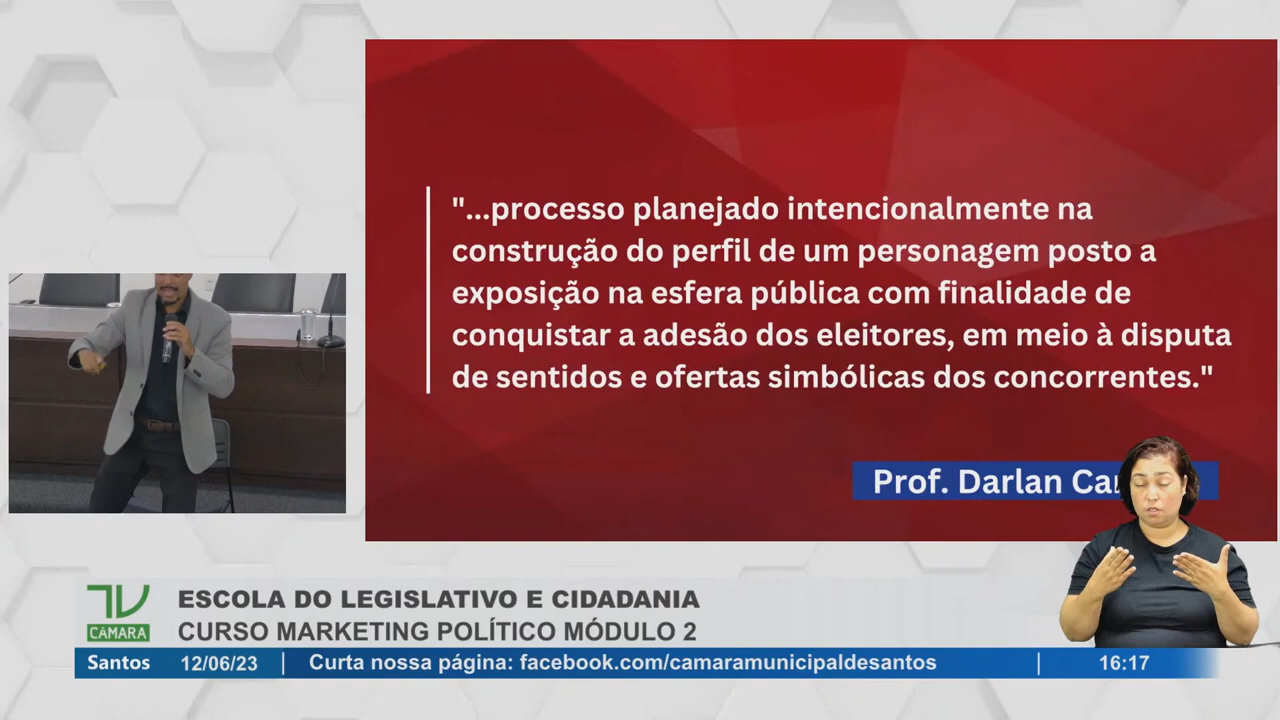 "...processo planejado intencionalmente na
construção do perfil de um personagem posto a
exposição na esfera pública com finalidade de
conquistar a adesão dos eleitores, em meio à disputa
de sentidos e ofertas simbólicas dos concorrentes."
Prof. Darlan
TV
CÂMARA
ESCOLA DO LEGISLATIVO E CIDADANIA
CURSO MARKETING POLÍTICO MÓDULO 2
Santos 12/06/23 | Curta nossa página: facebook.com/camaramunicipaldesantos | 16:17